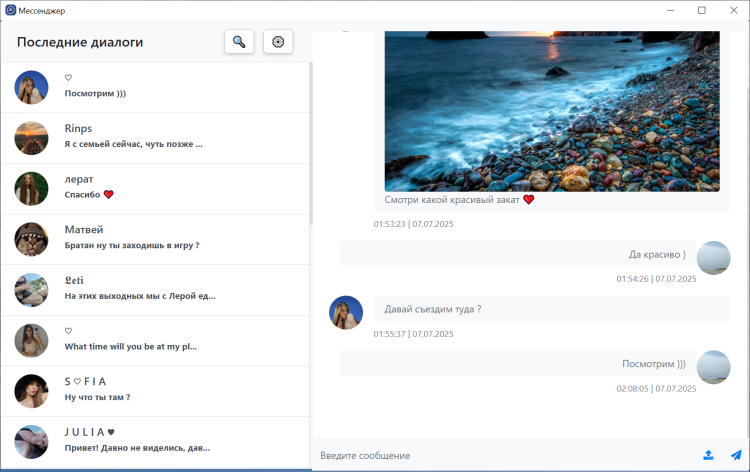 Мессенджер
Последние диалоги
♡
Посмотрим )))
Rinps
Я с семьей сейчас, чуть позже ...
лерат
Спасибо ❤
Матвей
Братан ну ты заходишь в игру ?
𝕷𝖊𝖙𝖎
На этих выходных мы с Лерой ед...
♡
What time will you be at my pl...
S ♡ F I A
Ну что ты там ?
J U L I A ♥
Привет! Давно не виделись, дав...
Смотри какой красивый закат ❤
01:53:23 | 07.07.2025
Да красиво )
01:54:26 | 07.07.2025
Давай съездим туда ?
01:55:37 | 07.07.2025
Посмотрим )))
02:08:05 | 07.07.2025
Введите сообщение